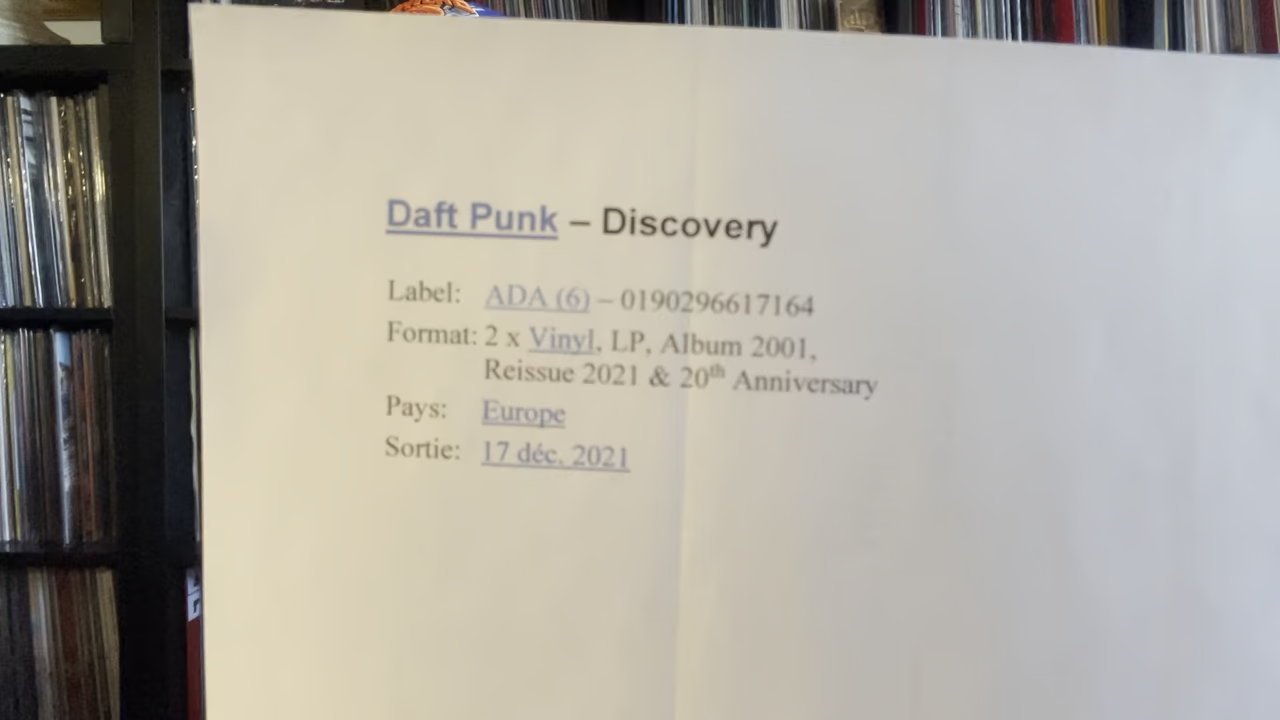 Daft Punk – Discovery
Label: ADA (6) – 0190296617164
Format: 2 x Vinyl, LP, Album 2001,
Reissue 2021 & 20th Anniversary
Pays: Europe
Sortie: 17 déc. 2021